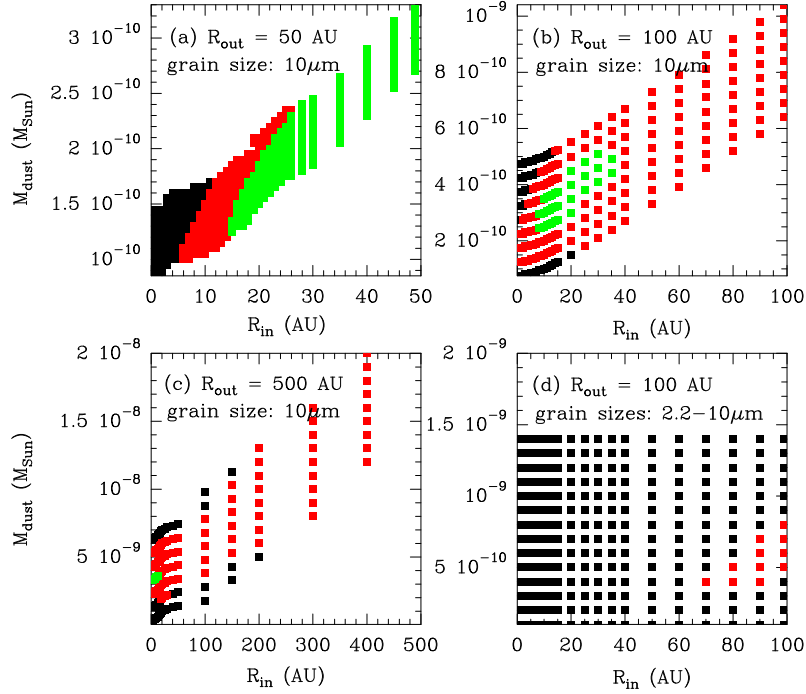 (a) R_out = 50 AU
grain size: 10μm
3 10⁻¹⁰
2.5 10⁻¹⁰
2 10⁻¹⁰
1.5 10⁻¹⁰
10⁻¹⁰
M_dust (M_Sun)
0 10 20 30 40 50
R_in (AU)
(b) R_out = 100 AU
grain size: 10μm
10⁻⁹
8 10⁻¹⁰
6 10⁻¹⁰
4 10⁻¹⁰
2 10⁻¹⁰
0 20 40 60 80 100
R_in (AU)
(c) R_out = 500 AU
grain size: 10μm
2 10⁻⁸
1.5 10⁻⁸
10⁻⁸
5 10⁻⁹
M_dust (M_Sun)
0 100 200 300 400 500
R_in (AU)
(d) R_out = 100 AU
grain sizes: 2.2−10μm
2 10⁻⁹
1.5 10⁻⁹
10⁻⁹
5 10⁻¹⁰
0 20 40 60 80 100
R_in (AU)